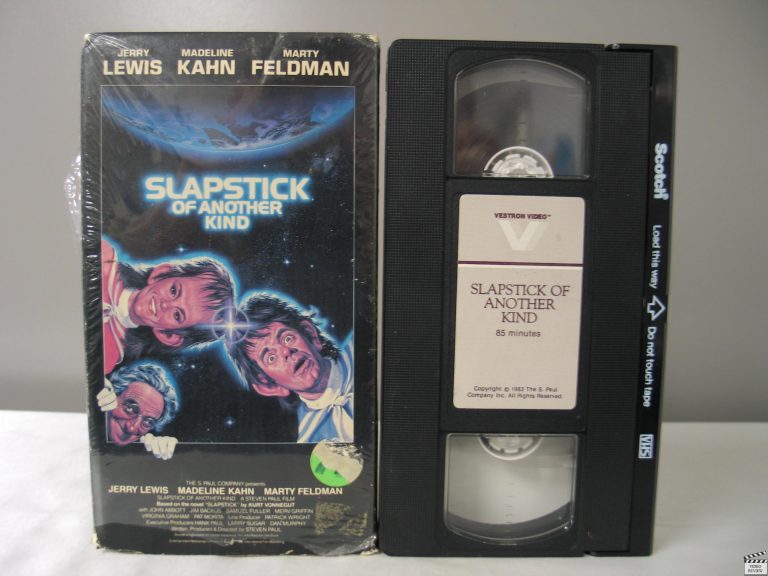 JERRY LEWIS
MADELINE KAHN
MARTY FELDMAN
SLAPSTICK
OF ANOTHER
KIND
THE S. PAUL COMPANY presents
JERRY LEWIS MADELINE KAHN MARTY FELDMAN
SLAPSTICK OF ANOTHER KIND A STEVEN PAUL FILM
Based on the novel "SLAPSTICK" by KURT VONNEGUT
with JOHN ABBOTT JIM BACKUS SAMUEL FULLER MERV GRIFFIN
VIRGINIA GRAHAM PAT MORITA Line Producer PATRICK WRIGHT
Executive Producers HANK PAUL LARRY SUGAR DAN MURPHY
Written, Produced & Directed by STEVEN PAUL
VESTRON VIDEO™
V
SLAPSTICK OF
ANOTHER
KIND
85 minutes
Copyright © 1983 The S. Paul
Company Inc. All Rights Reserved.
Scotch®
Load this way
Do not touch tape
VHS
VIDEO
REVIEW